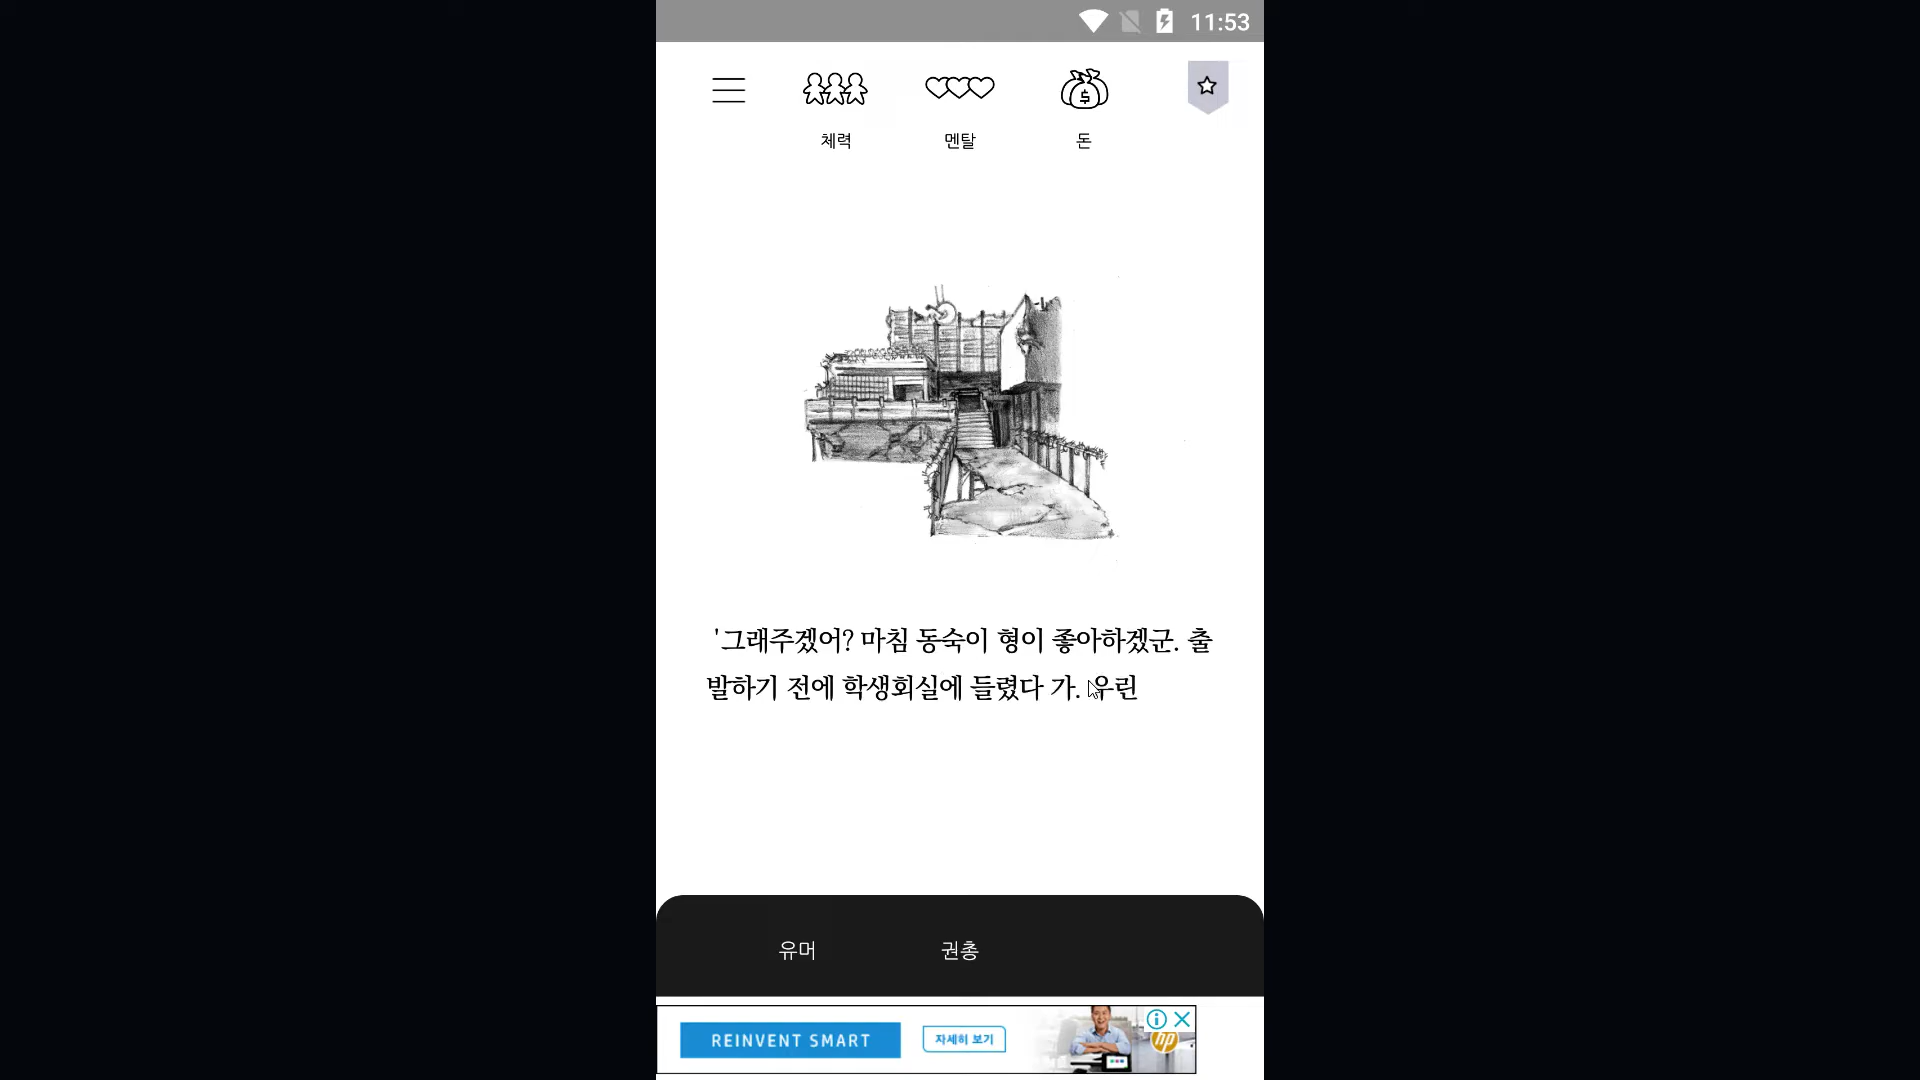 11:53
체력
멘탈
돈
'그래주겠어? 마침 동숙이 형이 좋아하겠군. 출
발하기 전에 학생회실에 들렸다 가. 우린
유머
권총
REINVENT SMART
자세히 보기
hp